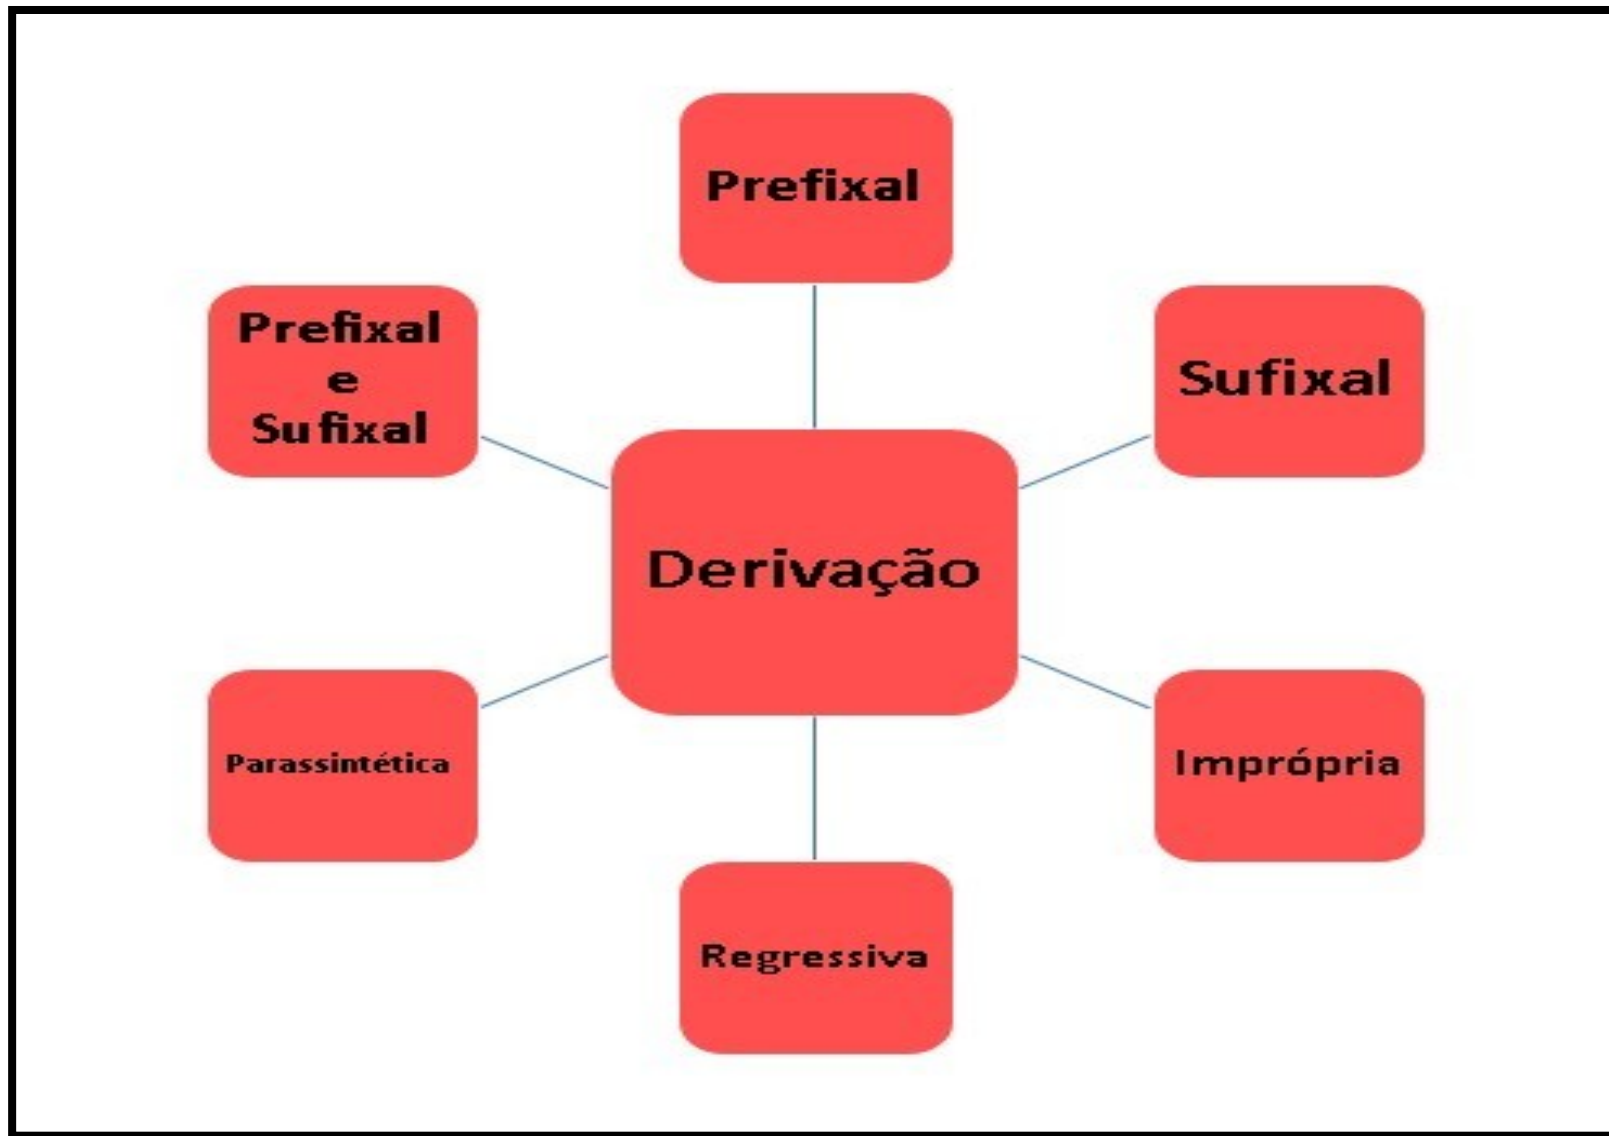 Prefixal
Prefixal
e
Sufixal
Sufixal
Derivação
Parassintética
Imprópria
Regressiva